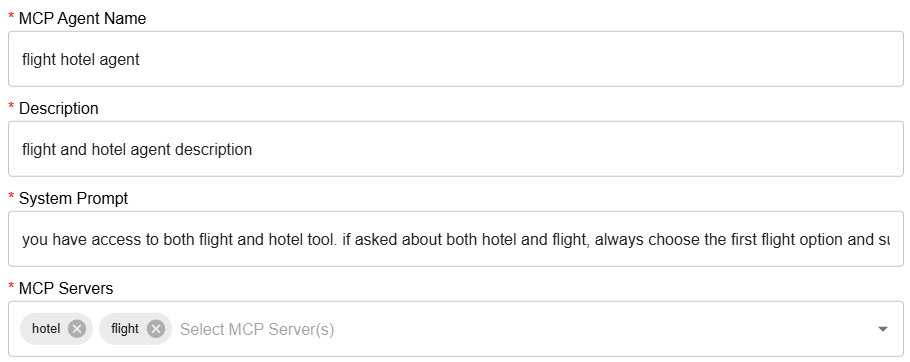 * MCP Agent Name
flight hotel agent
* Description
flight and hotel agent description
* System Prompt
you have access to both flight and hotel tool. if asked about both hotel and flight, always choose the first flight option and
* MCP Servers
hotel flight Select MCP Server(s)